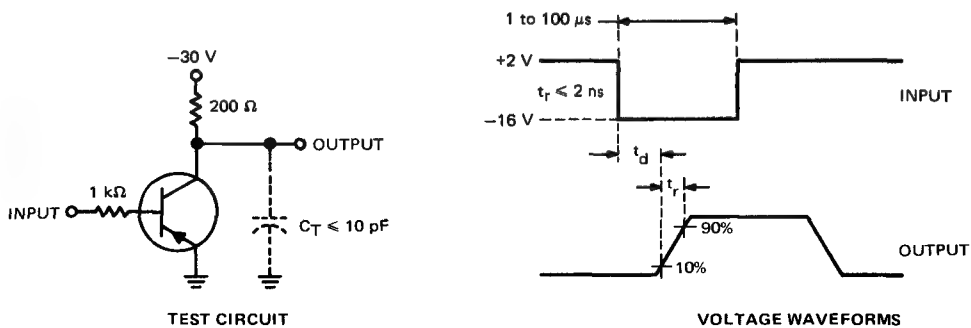 −30 V
200 Ω
OUTPUT
1 kΩ
INPUT
C_T ≤ 10 pF
TEST CIRCUIT
1 to 100 μs
+2 V
t_r ≤ 2 ns
INPUT
−16 V
t_d
t_r
90%
OUTPUT
10%
VOLTAGE WAVEFORMS